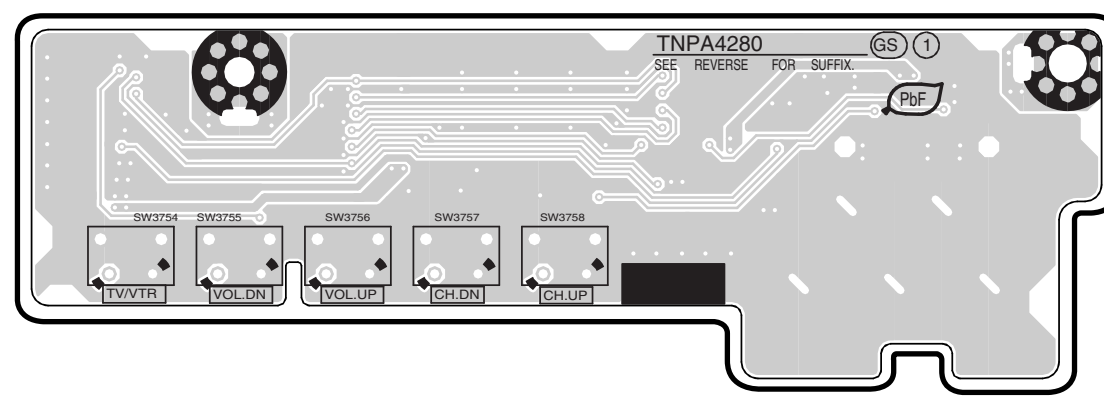 TNPA4280 GS 1
SEE REVERSE FOR SUFFIX.
PbF
SW3754 SW3755 SW3756 SW3757 SW3758
TV/VTR VOL.DN VOL.UP CH.DN CH.UP